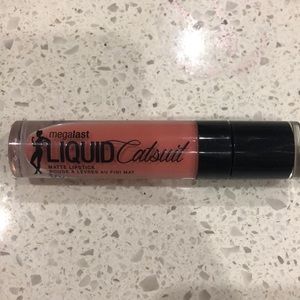 megalast
LIQUID Catsuit
MATTE LIPSTICK
ROUGE À LÈVRES AU FINI MAT